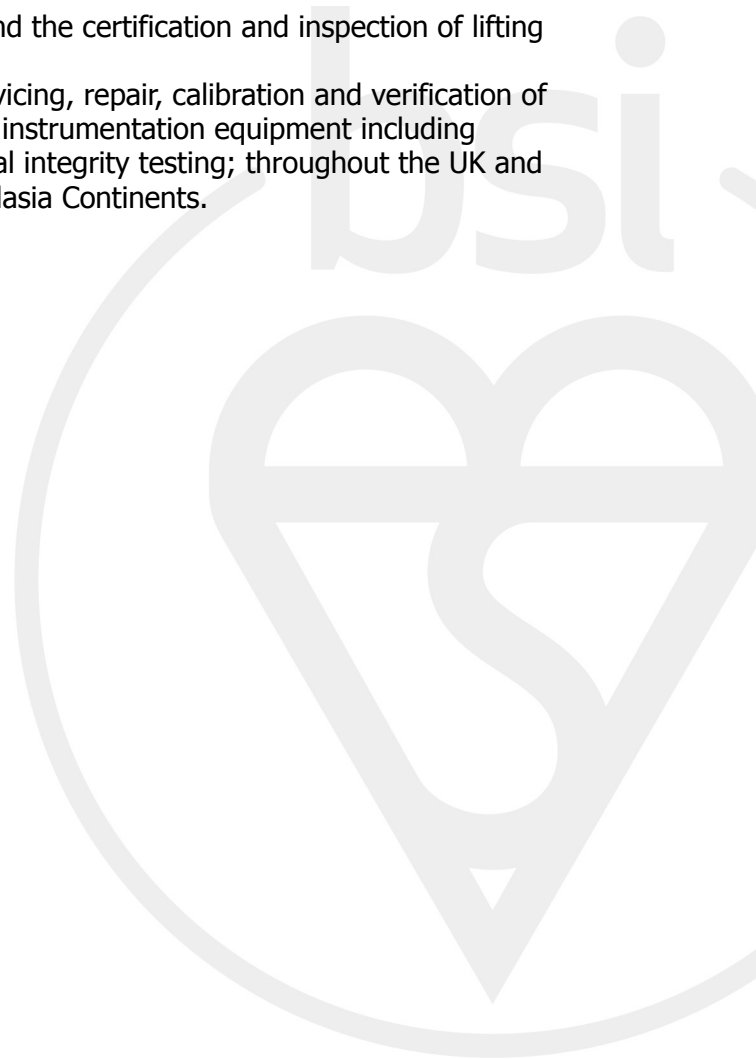 nd the certification and inspection of lifting
vicing, repair, calibration and verification of
instrumentation equipment including
al integrity testing; throughout the UK and
lasia Continents.
bsi